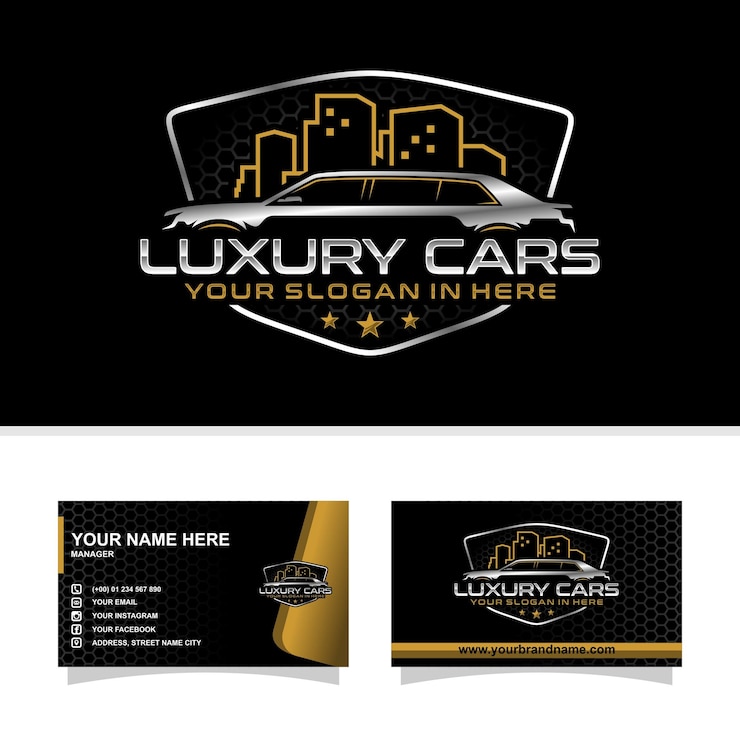 LUXURY CARS
YOUR SLOGAN IN HERE
YOUR NAME HERE
MANAGER
(+00) 01 234 567 890
YOUR EMAIL
YOUR INSTAGRAM
YOUR FACEBOOK
ADDRESS, STREET NAME CITY
LUXURY CARS
LUXURY CARS
YOUR SLOGAN IN HERE
www.yourbrandname.com